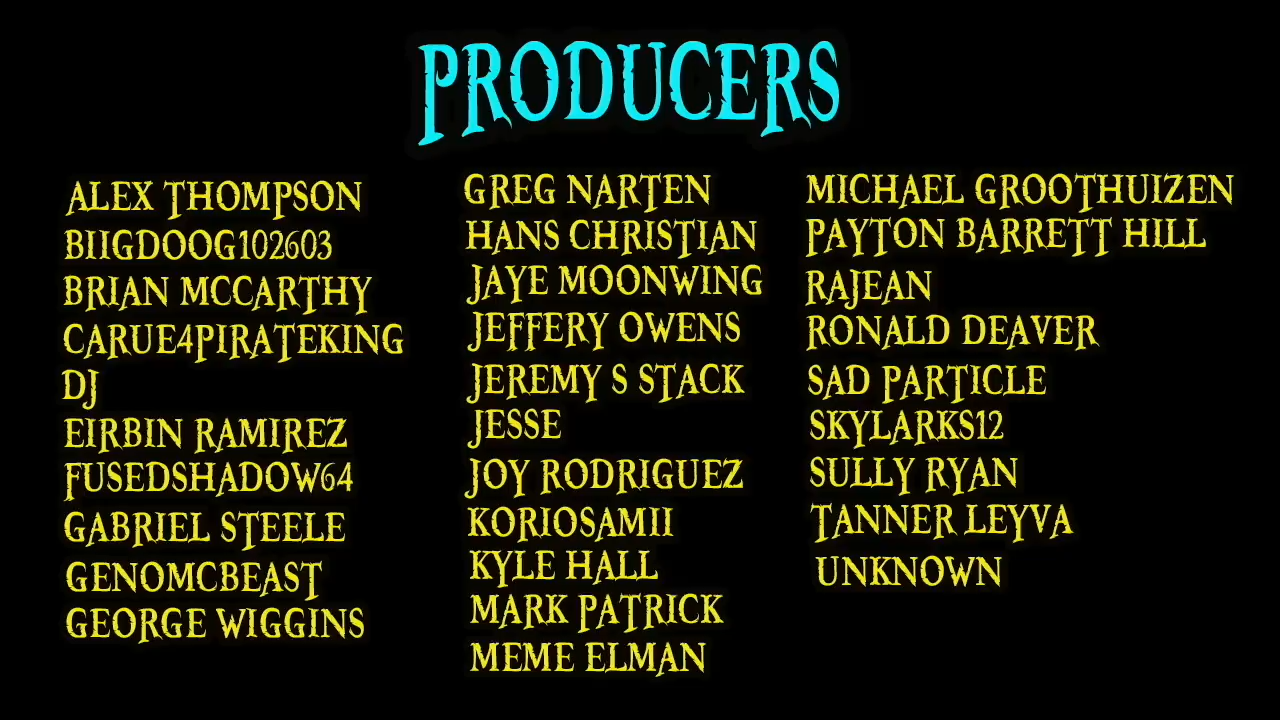 PRODUCERS
ALEX THOMPSON
BIIGDOOG102603
BRIAN MCCARTHY
CARUE4PIRATEKING
DJ
EIRBIN RAMIREZ
FUSEDSHADOW64
GABRIEL STEELE
GENOMCBEAST
GEORGE WIGGINS
GREG NARTEN
HANS CHRISTIAN
JAYE MOONWING
JEFFERY OWENS
JEREMY S STACK
JESSE
JOY RODRIGUEZ
KORIOSAMII
KYLE HALL
MARK PATRICK
MEME ELMAN
MICHAEL GROOTHUIZEN
PAYTON BARRETT HILL
RAJEAN
RONALD DEAVER
SAD PARTICLE
SKYLARKS12
SULLY RYAN
TANNER LEYVA
UNKNOWN